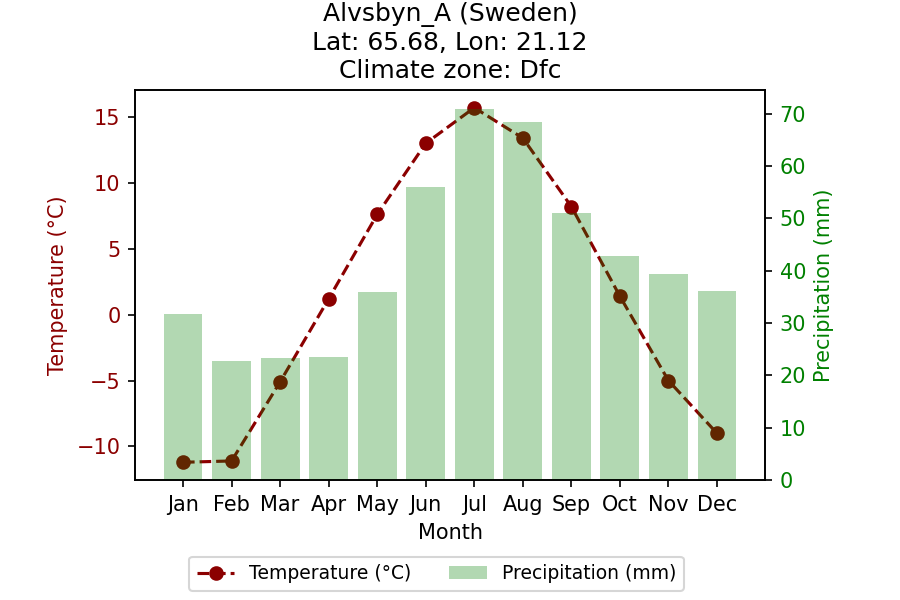 Alvsbyn_A (Sweden)
Lat: 65.68, Lon: 21.12
Climate zone: Dfc
Temperature (°C)
15
10
5
0
−5
−10
70
60
50
40
30
20
10
0
Precipitation (mm)
Jan Feb Mar Apr May Jun Jul Aug Sep Oct Nov Dec
Month
Temperature (°C) Precipitation (mm)